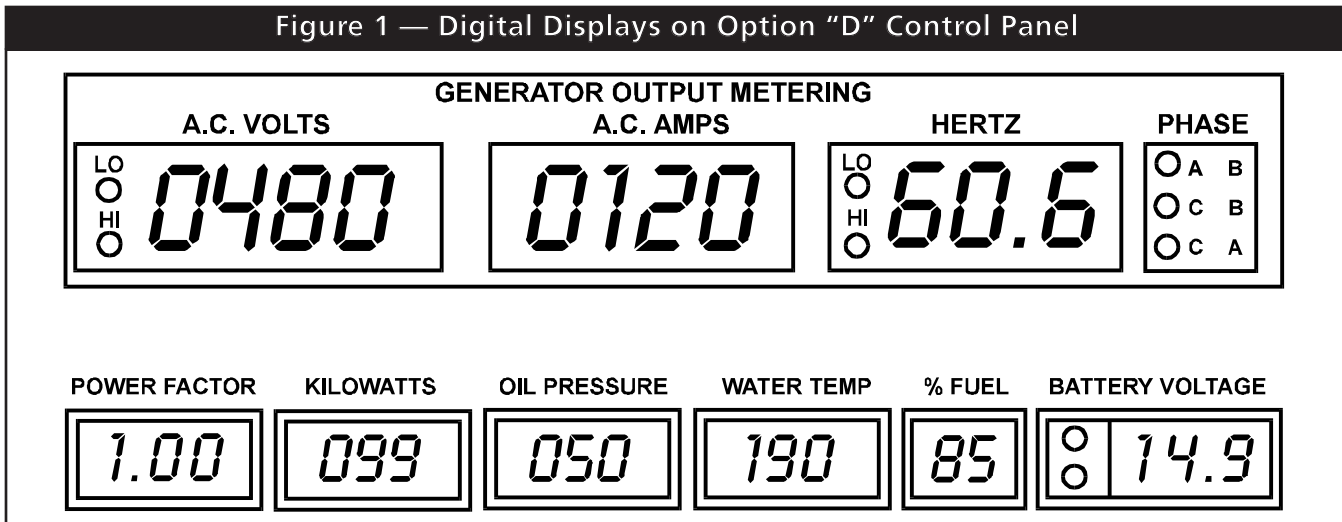 Figure 1 — Digital Displays on Option “D” Control Panel
GENERATOR OUTPUT METERING
A.C. VOLTS A.C. AMPS HERTZ PHASE
LO
HI
0480
0120
LO
HI
60.6
A B
C B
C A
POWER FACTOR KILOWATTS OIL PRESSURE WATER TEMP % FUEL BATTERY VOLTAGE
1.00 099 050 190 85 14.9